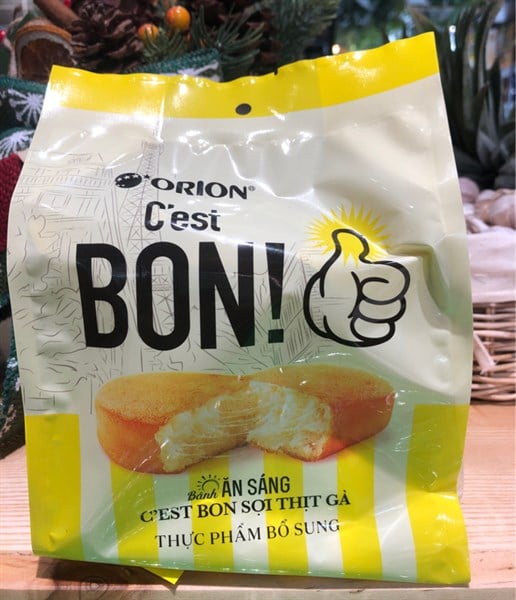 ORION®
C'est
BON!
Bánh ĂN SÁNG
C'EST BON SỢI THỊT GÀ
THỰC PHẨM BỔ SUNG